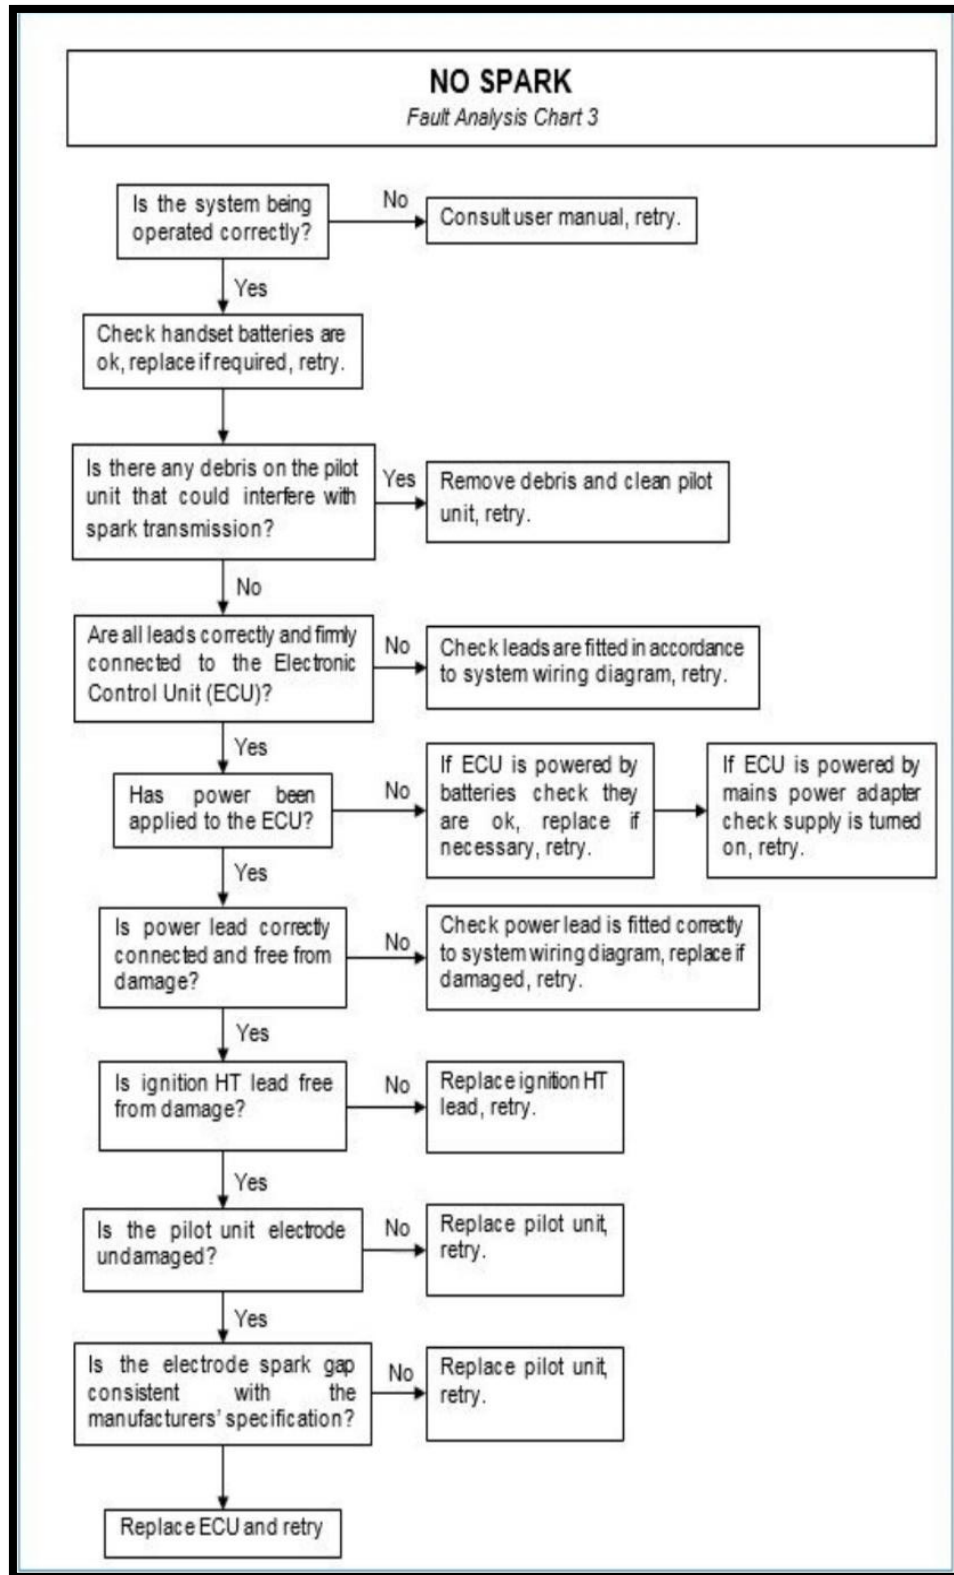 NO SPARK
Fault Analysis Chart 3
Is the system being
operated correctly?
No
Consult user manual, retry.
Yes
Check handset batteries are
ok, replace if required, retry.
Is there any debris on the pilot
unit that could interfere with
spark transmission?
Yes
Remove debris and clean pilot
unit, retry.
No
Are all leads correctly and firmly
connected to the Electronic
Control Unit (ECU)?
No
Check leads are fitted in accordance
to system wiring diagram, retry.
Yes
Has power been
applied to the ECU?
No
If ECU is powered by
batteries check they
are ok, replace if
necessary, retry.
If ECU is powered by
mains power adapter
check supply is turned
on, retry.
Yes
Is power lead correctly
connected and free from
damage?
No
Check power lead is fitted correctly
to system wiring diagram, replace if
damaged, retry.
Yes
Is ignition HT lead free
from damage?
No
Replace ignition HT
lead, retry.
Yes
Is the pilot unit electrode
undamaged?
No
Replace pilot unit,
retry.
Yes
Is the electrode spark gap
consistent with the
manufacturers' specification?
No
Replace pilot unit,
retry.
Replace ECU and retry